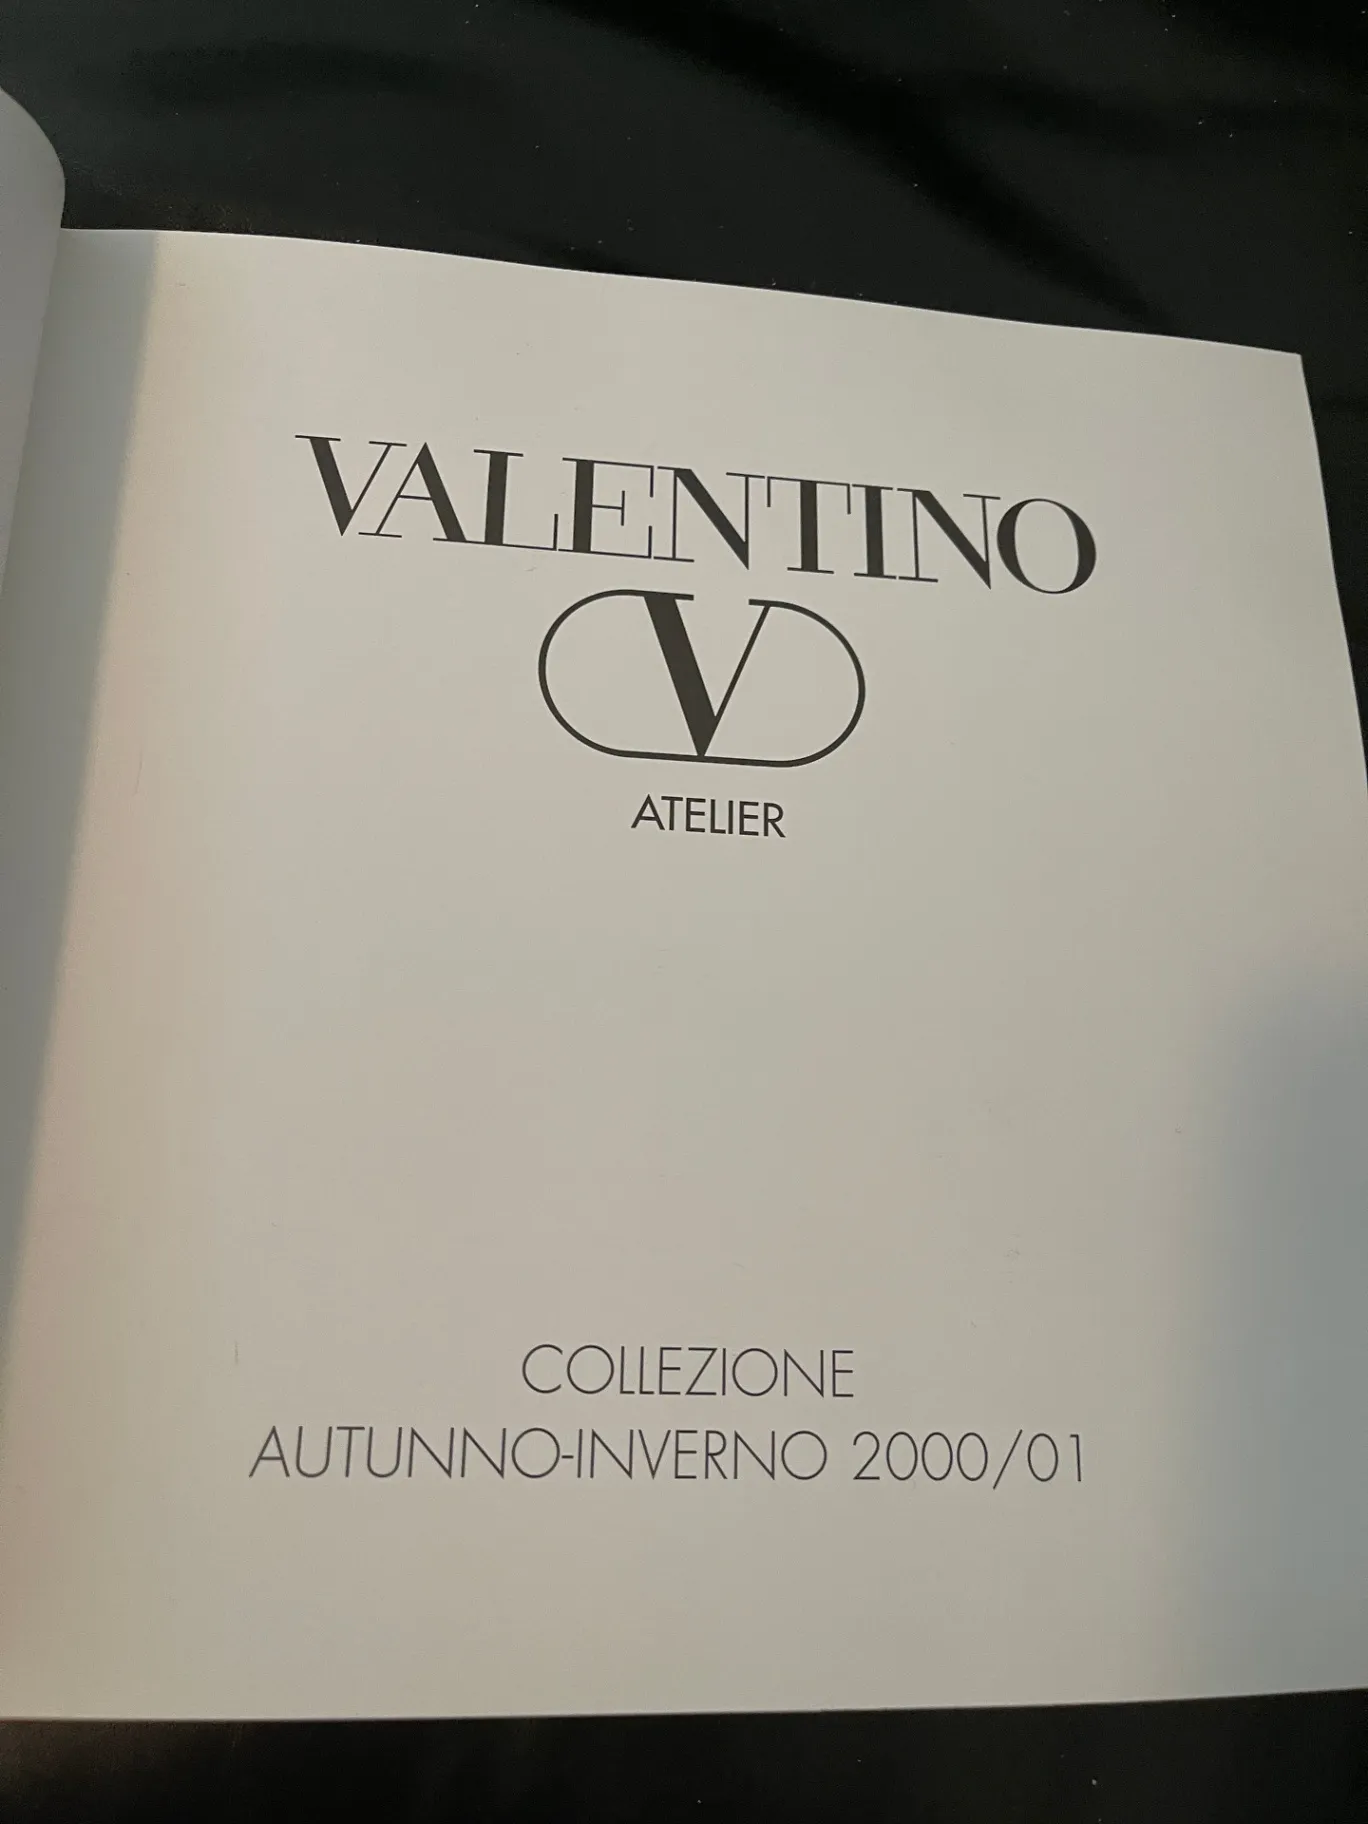 VALENTINO
V
ATELIER
COLLEZIONE
AUTUNNO-INVERNO 2000/01